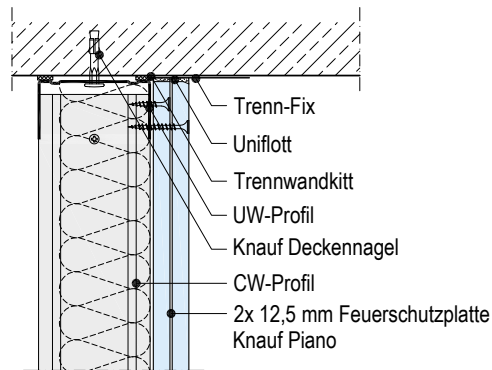 Trenn-Fix
Uniflott
Trennwandkitt
UW-Profil
Knauf Deckennagel
CW-Profil
2x 12,5 mm Feuerschutzplatte
Knauf Piano